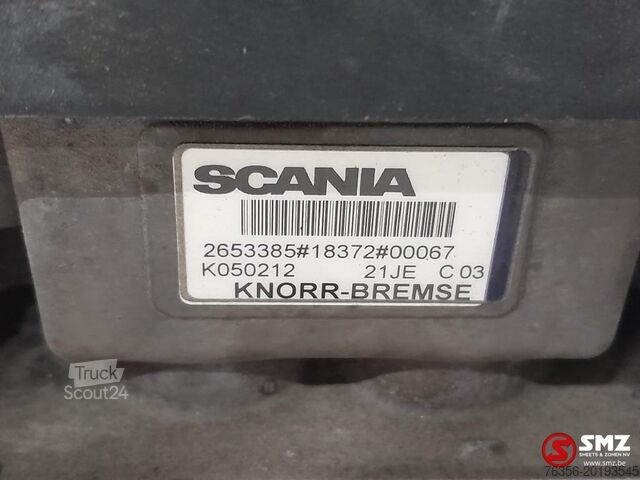 SCANIA
2653385#18372#00067
K050212 21JE C 03
KNORR-BREMSE
Truck
Scout24
SMZ
SMEETS & ZONEN NV
www.smz.be
76356-20193545